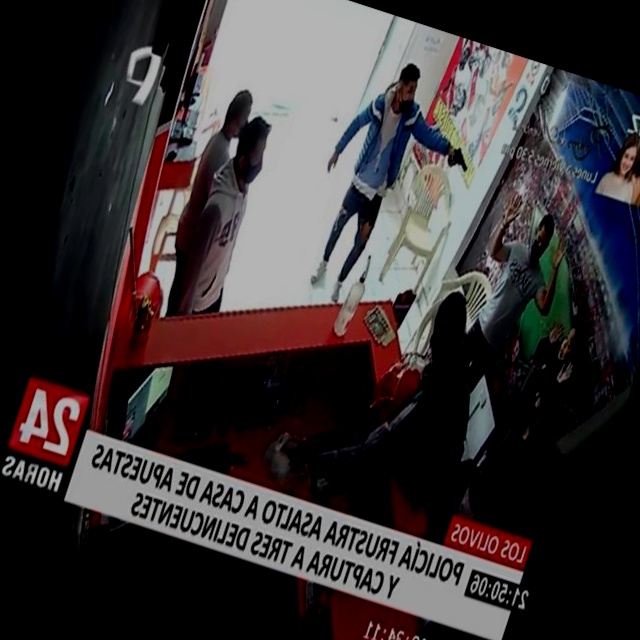 24
HORAS
LOS OLIVOS
21:50:06
POLICÍA FRUSTRA ASALTO A CASA DE APUESTAS
Y CAPTURA A TRES DELINCUENTES